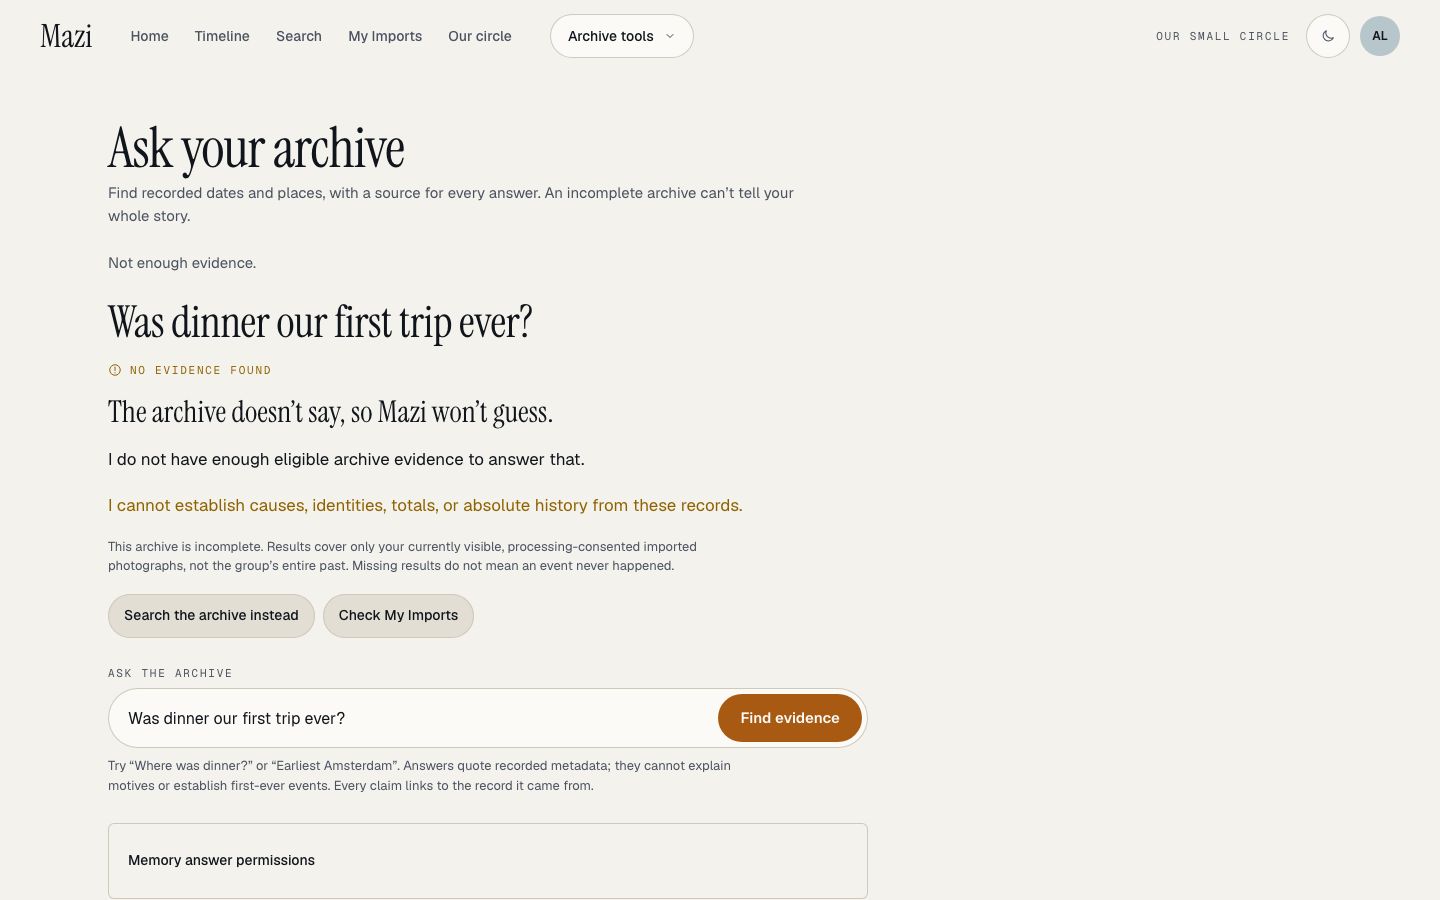 Mazi
Home
Timeline
Search
My Imports
Our circle
Archive tools
OUR SMALL CIRCLE
AL
Ask your archive
Find recorded dates and places, with a source for every answer. An incomplete archive can’t tell your
whole story.
Not enough evidence.
Was dinner our first trip ever?
NO EVIDENCE FOUND
The archive doesn’t say, so Mazi won’t guess.
I do not have enough eligible archive evidence to answer that.
I cannot establish causes, identities, totals, or absolute history from these records.
This archive is incomplete. Results cover only your currently visible, processing-consented imported
photographs, not the group’s entire past. Missing results do not mean an event never happened.
Search the archive instead
Check My Imports
ASK THE ARCHIVE
Was dinner our first trip ever?
Find evidence
Try “Where was dinner?” or “Earliest Amsterdam”. Answers quote recorded metadata; they cannot explain
motives or establish first-ever events. Every claim links to the record it came from.
Memory answer permissions